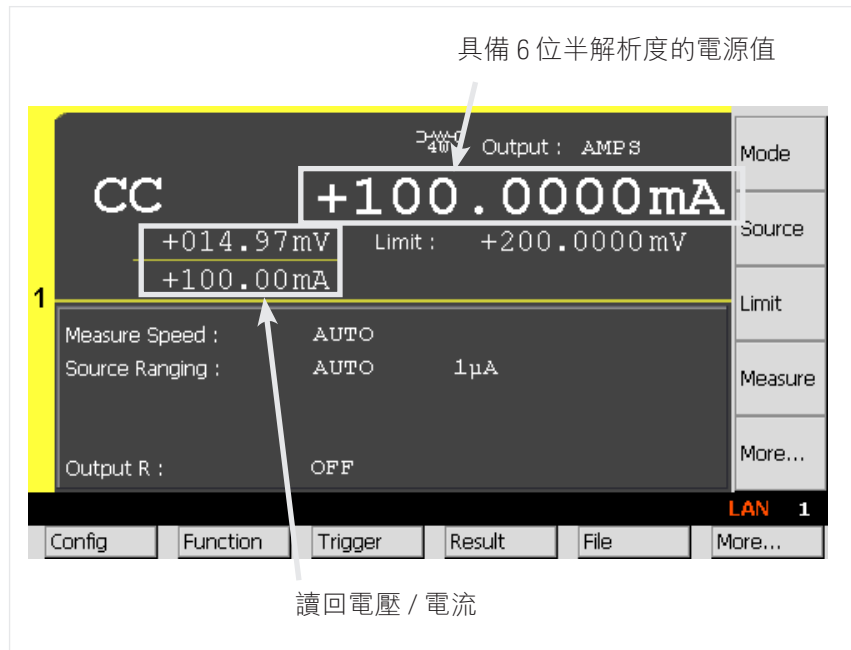 具備 6 位半解析度的電源值
4W Output : AMPS
CC +100.0000mA
+014.97mV Limit : +200.0000mV
+100.00mA
1
Measure Speed : AUTO
Source Ranging : AUTO 1µA
Output R : OFF
Mode
Source
Limit
Measure
More...
LAN 1
Config Function Trigger Result File More...
讀回電壓 / 電流